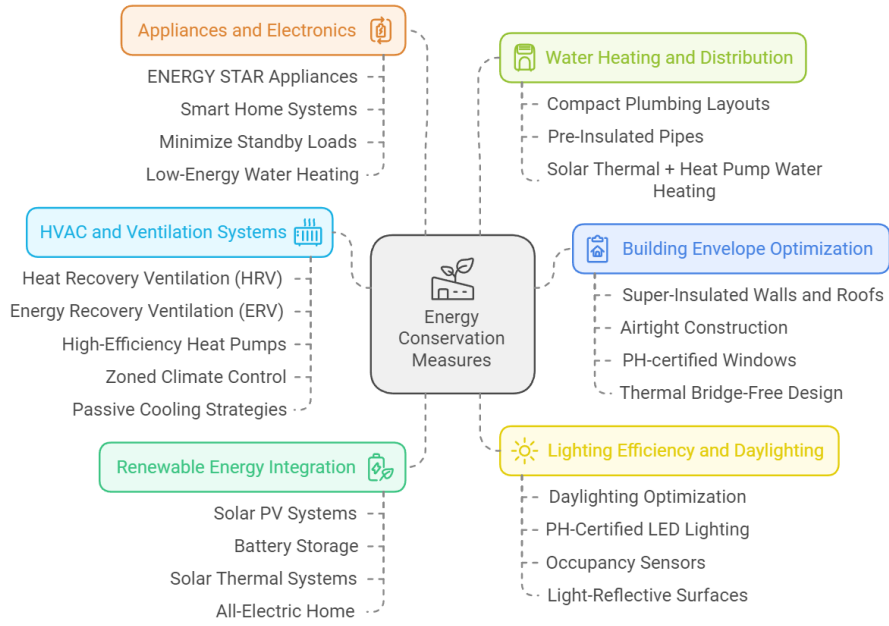 Appliances and Electronics
ENERGY STAR Appliances
Smart Home Systems
Minimize Standby Loads
Low-Energy Water Heating
Water Heating and Distribution
Compact Plumbing Layouts
Pre-Insulated Pipes
Solar Thermal + Heat Pump Water
Heating
HVAC and Ventilation Systems
Heat Recovery Ventilation (HRV)
Energy Recovery Ventilation (ERV)
High-Efficiency Heat Pumps
Zoned Climate Control
Passive Cooling Strategies
Energy
Conservation
Measures
Building Envelope Optimization
Super-Insulated Walls and Roofs
Airtight Construction
PH-certified Windows
Thermal Bridge-Free Design
Renewable Energy Integration
Solar PV Systems
Battery Storage
Solar Thermal Systems
All-Electric Home
Lighting Efficiency and Daylighting
Daylighting Optimization
PH-Certified LED Lighting
Occupancy Sensors
Light-Reflective Surfaces